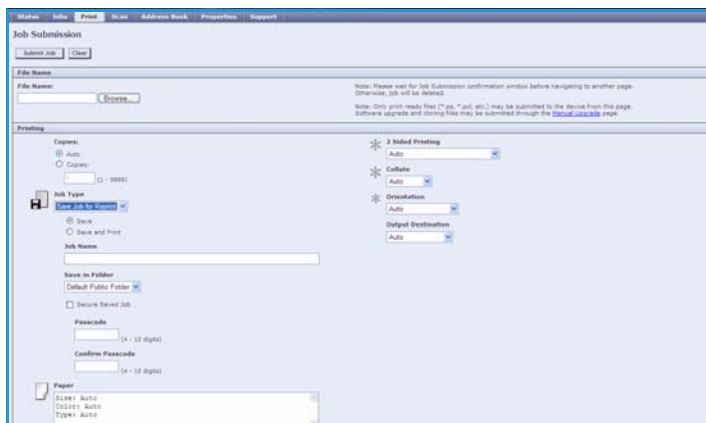 Status Jobs Print Scan Address Book Properties Support
Job Submission
Submit Job Clear
File Name
File Name:
Browse...
Note: Please wait for Job Submission confirmation window before navigating to another page.
Otherwise, job will be deleted.
Note: Only print ready files (*.ps, *.pcl, etc.) may be submitted to the device from this page.
Software upgrade and cloning files may be submitted through the Manual Upgrade page.
Printing
Copies:
Auto
Copies:
1 (1 - 9999)
Job Type
Save Job for Reprint
Save
Save and Print
Job Name
Save in Folder
Default Public Folder
Secure Saved Job
Passcode
(4 - 10 digits)
Confirm Passcode
(4 - 10 digits)
Paper
Size: Auto
Color: Auto
Type: Auto
2 Sided Printing
Auto
Collate
Auto
Orientation
Auto
Output Destination
Auto